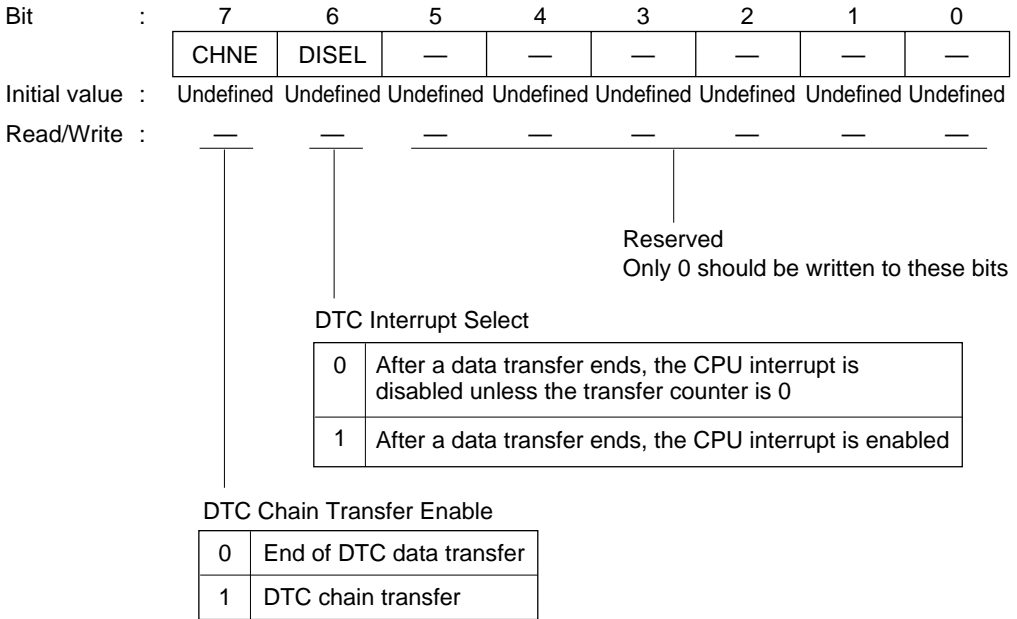 Bit : 7 6 5 4 3 2 1 0
CHNE DISEL — — — — — —
Initial value : Undefined Undefined Undefined Undefined Undefined Undefined Undefined Undefined
Read/Write : — — — — — — — —
Reserved
Only 0 should be written to these bits
DTC Interrupt Select
0 After a data transfer ends, the CPU interrupt is
disabled unless the transfer counter is 0
1 After a data transfer ends, the CPU interrupt is enabled
DTC Chain Transfer Enable
0 End of DTC data transfer
1 DTC chain transfer